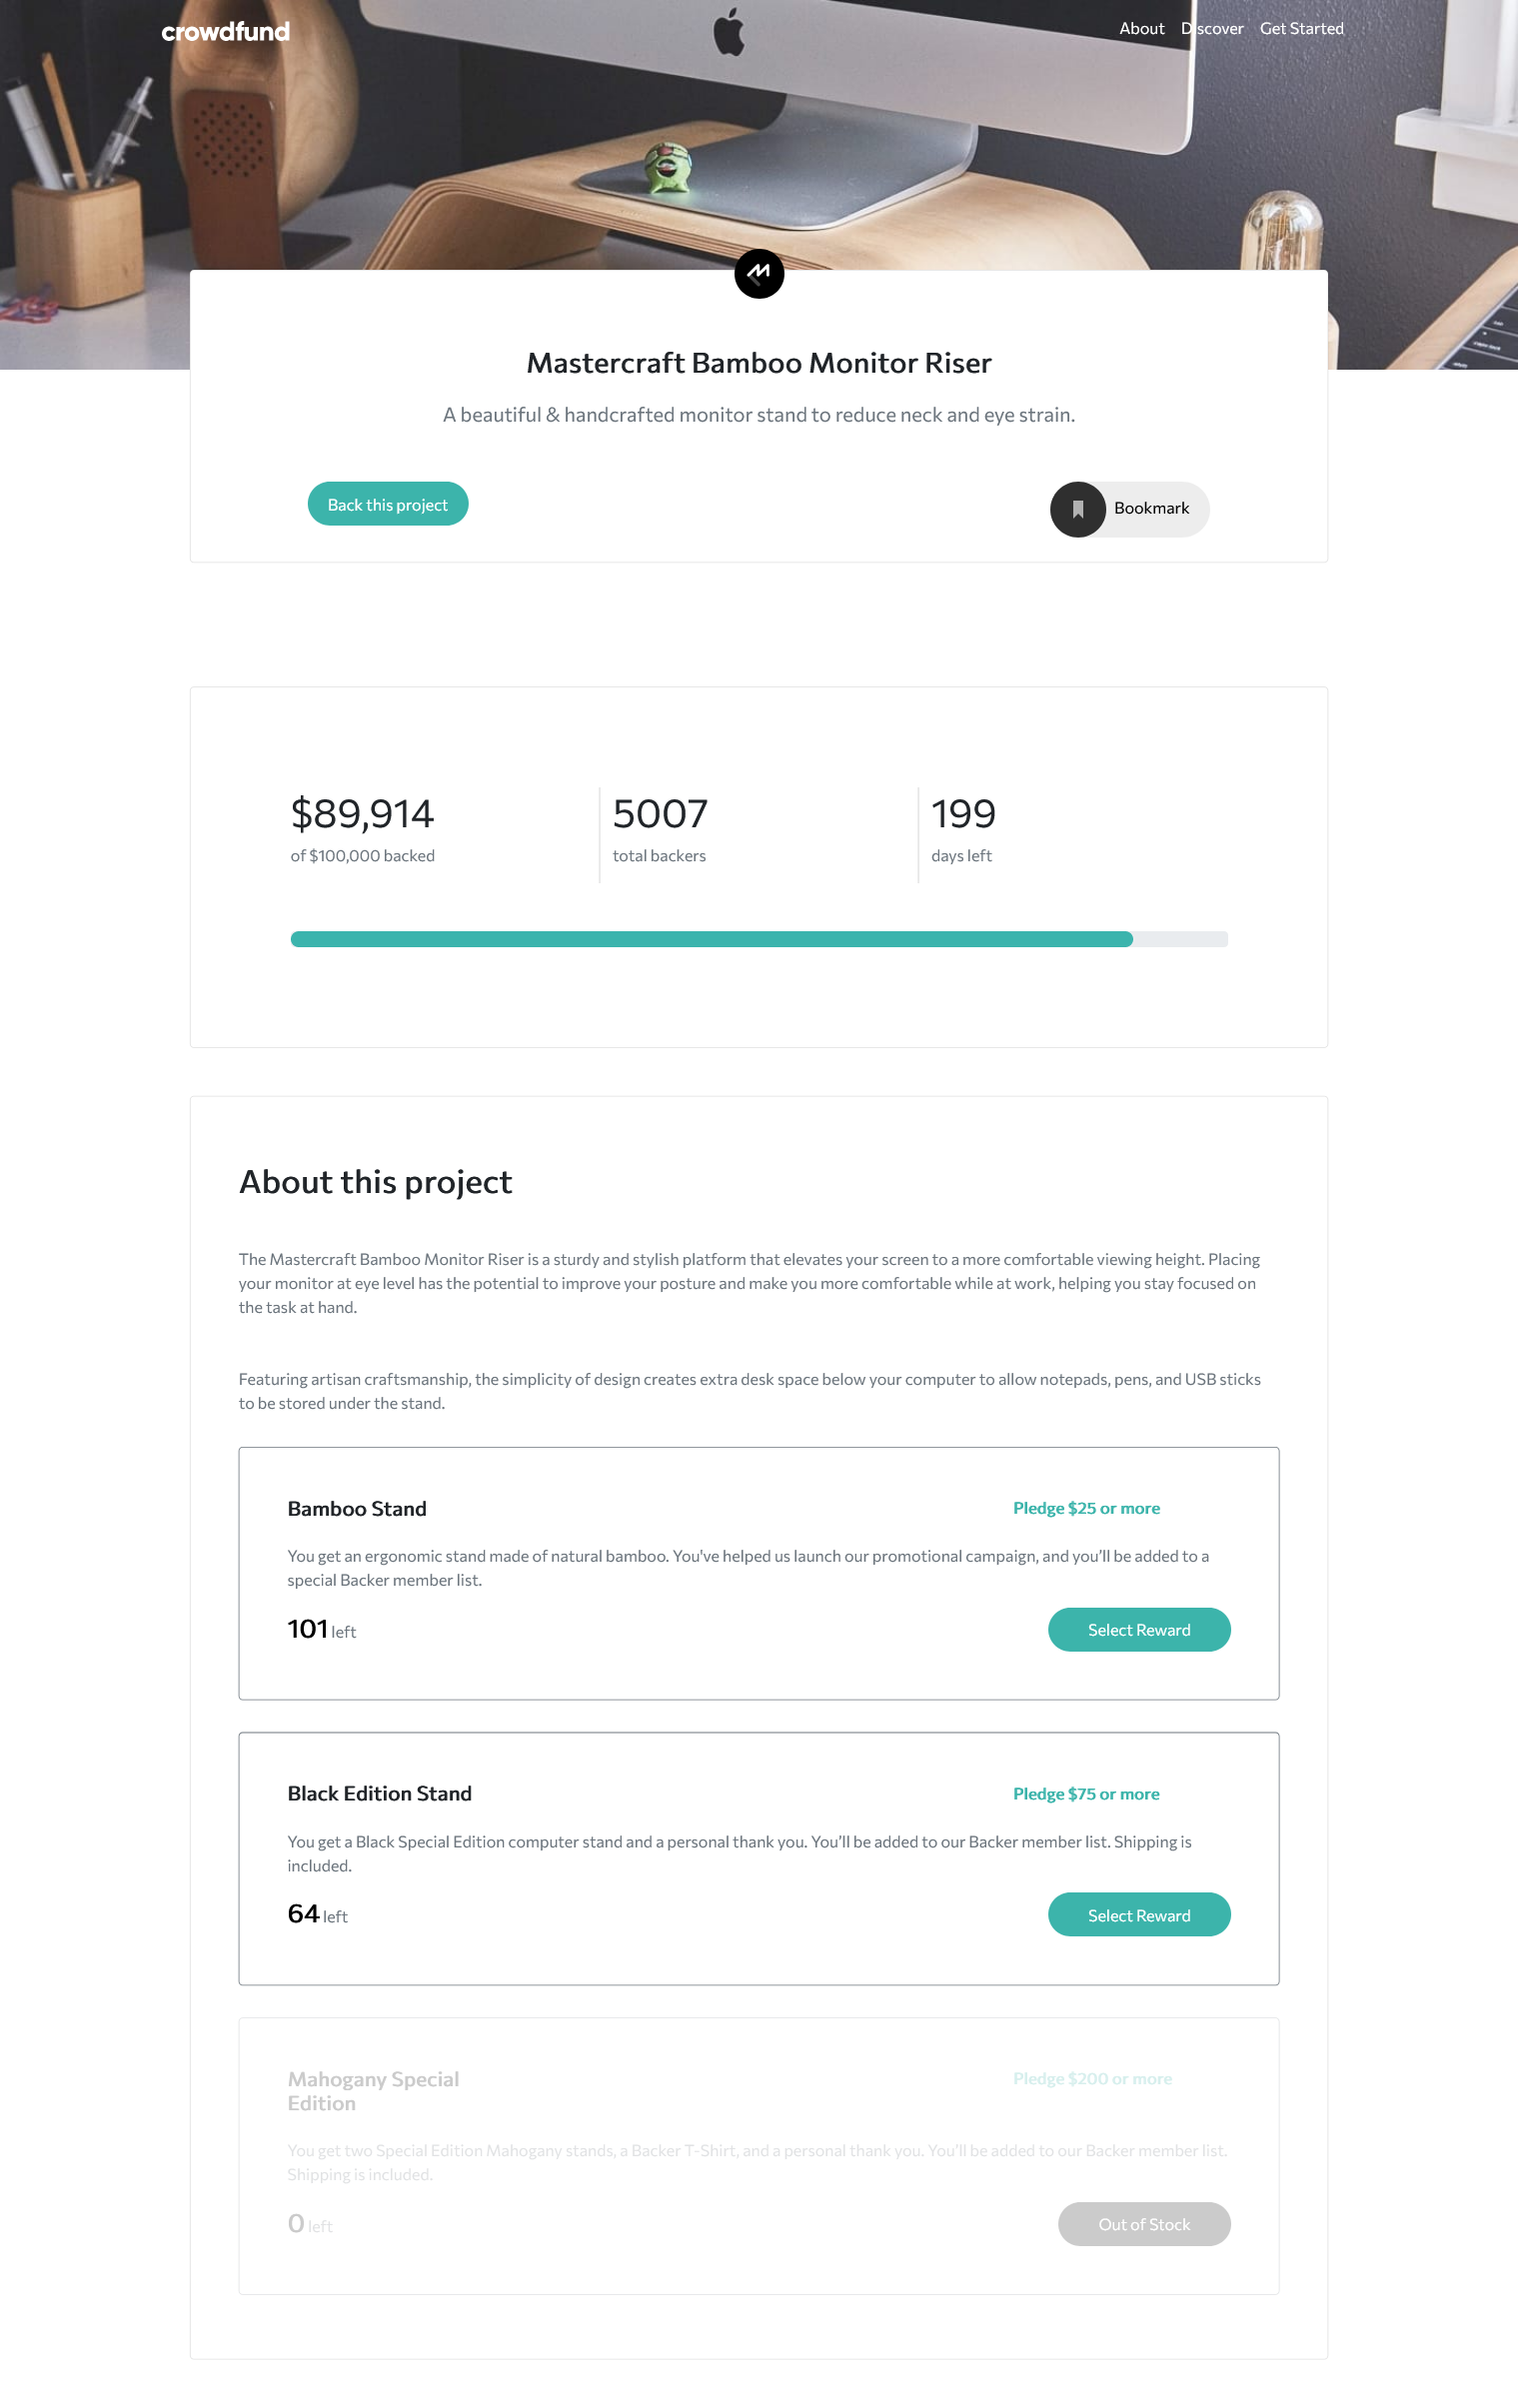 crowdfund
About Discover Get Started
Mastercraft Bamboo Monitor Riser
A beautiful & handcrafted monitor stand to reduce neck and eye strain.
Back this project
Bookmark
$89,914
of $100,000 backed
5007
total backers
199
days left
About this project
The Mastercraft Bamboo Monitor Riser is a sturdy and stylish platform that elevates your screen to a more comfortable viewing height. Placing
your monitor at eye level has the potential to improve your posture and make you more comfortable while at work, helping you stay focused on
the task at hand.
Featuring artisan craftsmanship, the simplicity of design creates extra desk space below your computer to allow notepads, pens, and USB sticks
to be stored under the stand.
Bamboo Stand
Pledge $25 or more
You get an ergonomic stand made of natural bamboo. You've helped us launch our promotional campaign, and you’ll be added to a
special Backer member list.
101 left
Select Reward
Black Edition Stand
Pledge $75 or more
You get a Black Special Edition computer stand and a personal thank you. You’ll be added to our Backer member list. Shipping is
included.
64 left
Select Reward
Mahogany Special
Edition
Pledge $200 or more
You get two Special Edition Mahogany stands, a Backer T-Shirt, and a personal thank you. You’ll be added to our Backer member list.
Shipping is included.
0 left
Out of Stock